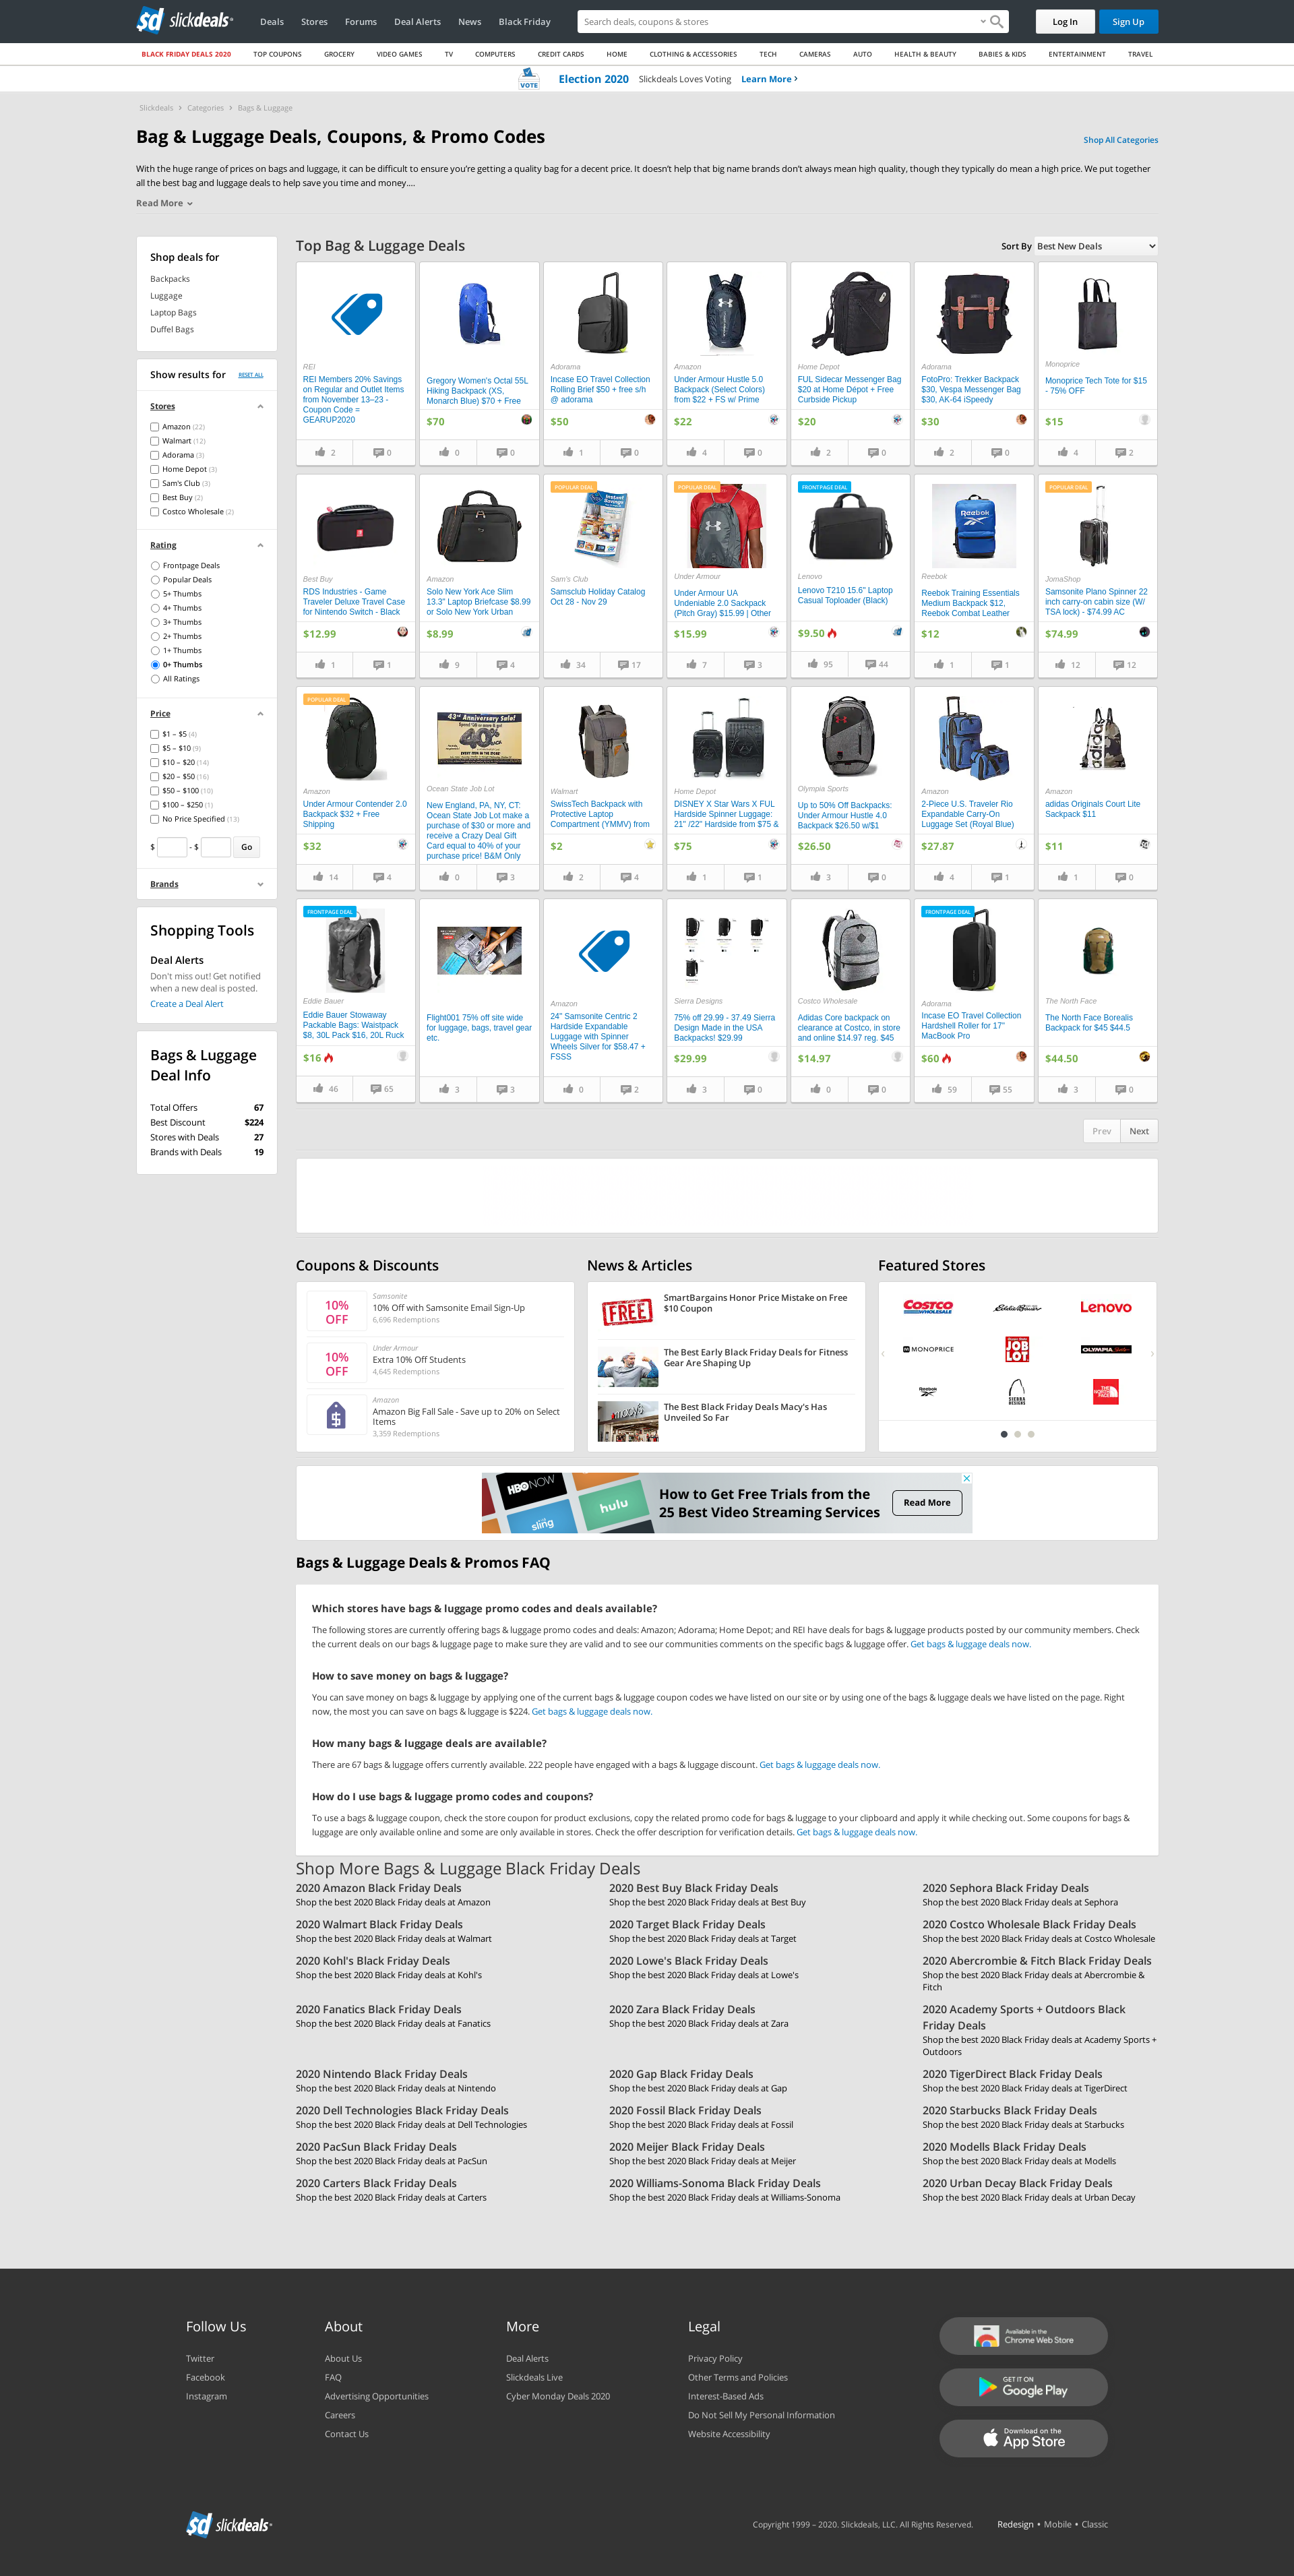 sd slickdeals
Deals Stores Forums Deal Alerts News Black Friday
Search deals, coupons & stores
Log In Sign Up
BLACK FRIDAY DEALS 2020 TOP COUPONS GROCERY VIDEO GAMES TV COMPUTERS CREDIT CARDS HOME CLOTHING & ACCESSORIES TECH CAMERAS AUTO HEALTH & BEAUTY BABIES & KIDS ENTERTAINMENT TRAVEL
VOTE Election 2020 Slickdeals Loves Voting Learn More
Slickdeals › Categories › Bags & Luggage
Bag & Luggage Deals, Coupons, & Promo Codes
Shop All Categories
With the huge range of prices on bags and luggage, it can be difficult to ensure you're getting a quality bag for a decent price. It doesn't help that big name brands don't always mean high quality, though they typically do mean a high price. We put together
all the best bag and luggage deals to help save you time and money....
Read More
Shop deals for
Backpacks
Luggage
Laptop Bags
Duffel Bags
Show results for RESET ALL
Stores
Amazon (22)
Walmart (12)
Adorama (3)
Home Depot (3)
Sam's Club (3)
Best Buy (2)
Costco Wholesale (2)
Rating
Frontpage Deals
Popular Deals
5+ Thumbs
4+ Thumbs
3+ Thumbs
2+ Thumbs
1+ Thumbs
0+ Thumbs
All Ratings
Price
$1 – $5 (4)
$5 – $10 (9)
$10 – $20 (14)
$20 – $50 (16)
$50 – $100 (10)
$100 – $250 (1)
No Price Specified (13)
$ - $ Go
Brands
Shopping Tools
Deal Alerts
Don't miss out! Get notified
when a new deal is posted.
Create a Deal Alert
Bags & Luggage
Deal Info
Total Offers 67
Best Discount $224
Stores with Deals 27
Brands with Deals 19
Top Bag & Luggage Deals
Sort By Best New Deals
REI
REI Members 20% Savings
on Regular and Outlet Items
from November 13–23 -
Coupon Code =
GEARUP2020
2 0
Gregory Women's Octal 55L
Hiking Backpack (XS,
Monarch Blue) $70 + Free
$70
0 0
Adorama
Incase EO Travel Collection
Rolling Brief $50 + free s/h
@ adorama
$50
1 0
Amazon
Under Armour Hustle 5.0
Backpack (Select Colors)
from $22 + FS w/ Prime
$22
4 0
Home Depot
FUL Sidecar Messenger Bag
$20 at Home Depot + Free
Curbside Pickup
$20
2 0
Adorama
FotoPro: Trekker Backpack
$30, Vespa Messenger Bag
$30, AK-64 iSpeedy
$30
2 0
Monoprice
Monoprice Tech Tote for $15
- 75% OFF
$15
4 2
Best Buy
RDS Industries - Game
Traveler Deluxe Travel Case
for Nintendo Switch - Black
$12.99
1 1
Amazon
Solo New York Ace Slim
13.3" Laptop Briefcase $8.99
or Solo New York Urban
$8.99
9 4
POPULAR DEAL
Sam's Club
Samsclub Holiday Catalog
Oct 28 - Nov 29
34 17
POPULAR DEAL
Under Armour
Under Armour UA
Undeniable 2.0 Sackpack
(Pitch Gray) $15.99 | Other
$15.99
7 3
FRONTPAGE DEAL
Lenovo
Lenovo T210 15.6" Laptop
Casual Toploader (Black)
$9.50
95 44
Reebok
Reebok
Reebok Training Essentials
Medium Backpack $12,
Reebok Combat Leather
$12
1 1
POPULAR DEAL
JomaShop
Samsonite Plano Spinner 22
inch carry-on cabin size (W/
TSA lock) - $74.99 AC
$74.99
12 12
POPULAR DEAL
Amazon
Under Armour Contender 2.0
Backpack $32 + Free
Shipping
$32
14 4
43rd Anniversary Sale!
40%
Ocean State Job Lot
New England, PA, NY, CT:
Ocean State Job Lot make a
purchase of $30 or more and
receive a Crazy Deal Gift
Card equal to 40% of your
purchase price! B&M Only
0 3
Walmart
SwissTech Backpack with
Protective Laptop
Compartment (YMMV) from
$2
2 4
Home Depot
DISNEY X Star Wars X FUL
Hardside Spinner Luggage:
21" /22" Hardside from $75 &
$75
1 1
Olympia Sports
Up to 50% Off Backpacks:
Under Armour Hustle 4.0
Backpack $26.50 w/$1
$26.50
3 0
Amazon
2-Piece U.S. Traveler Rio
Expandable Carry-On
Luggage Set (Royal Blue)
$27.87
4 1
adidas
Amazon
adidas Originals Court Lite
Sackpack $11
$11
1 0
FRONTPAGE DEAL
Eddie Bauer
Eddie Bauer Stowaway
Packable Bags: Waistpack
$8, 30L Pack $16, 20L Ruck
$16
46 65
Flight001 75% off site wide
for luggage, bags, travel gear
etc.
3 3
Amazon
24" Samsonite Centric 2
Hardside Expandable
Luggage with Spinner
Wheels Silver for $58.47 +
FSSS
0 2
Sierra Designs
75% off 29.99 - 37.49 Sierra
Design Made in the USA
Backpacks! $29.99
$29.99
3 0
Costco Wholesale
Adidas Core backpack on
clearance at Costco, in store
and online $14.97 reg. $45
$14.97
0 0
FRONTPAGE DEAL
Adorama
Incase EO Travel Collection
Hardshell Roller for 17"
MacBook Pro
$60
59 55
The North Face
The North Face Borealis
Backpack for $45 $44.5
$44.50
3 0
Prev Next
Coupons & Discounts
10% OFF
Samsonite
10% Off with Samsonite Email Sign-Up
6,696 Redemptions
10% OFF
Under Armour
Extra 10% Off Students
4,645 Redemptions
$
Amazon
Amazon Big Fall Sale - Save up to 20% on Select
Items
3,359 Redemptions
News & Articles
FREE
SmartBargains Honor Price Mistake on Free
$10 Coupon
The Best Early Black Friday Deals for Fitness
Gear Are Shaping Up
macy's
The Best Black Friday Deals Macy's Has
Unveiled So Far
Featured Stores
COSTCO WHOLESALE Eddie Bauer Lenovo
MONOPRICE JOB LOT OLYMPIA Sports
Reebok SIERRA DESIGNS THE NORTH FACE
HBO NOW sling hulu
How to Get Free Trials from the
25 Best Video Streaming Services
Read More
Bags & Luggage Deals & Promos FAQ
Which stores have bags & luggage promo codes and deals available?
The following stores are currently offering bags & luggage promo codes and deals: Amazon; Adorama; Home Depot; and REI have deals for bags & luggage products posted by our community members. Check
the current deals on our bags & luggage page to make sure they are valid and to see our communities comments on the specific bags & luggage offer. Get bags & luggage deals now.
How to save money on bags & luggage?
You can save money on bags & luggage by applying one of the current bags & luggage coupon codes we have listed on our site or by using one of the bags & luggage deals we have listed on the page. Right
now, the most you can save on bags & luggage is $224. Get bags & luggage deals now.
How many bags & luggage deals are available?
There are 67 bags & luggage offers currently available. 222 people have engaged with a bags & luggage discount. Get bags & luggage deals now.
How do I use bags & luggage promo codes and coupons?
To use a bags & luggage coupon, check the store coupon for product exclusions, copy the related promo code for bags & luggage to your clipboard and apply it while checking out. Some coupons for bags &
luggage are only available online and some are only available in stores. Check the offer description for verification details. Get bags & luggage deals now.
Shop More Bags & Luggage Black Friday Deals
2020 Amazon Black Friday Deals
Shop the best 2020 Black Friday deals at Amazon
2020 Best Buy Black Friday Deals
Shop the best 2020 Black Friday deals at Best Buy
2020 Sephora Black Friday Deals
Shop the best 2020 Black Friday deals at Sephora
2020 Walmart Black Friday Deals
Shop the best 2020 Black Friday deals at Walmart
2020 Target Black Friday Deals
Shop the best 2020 Black Friday deals at Target
2020 Costco Wholesale Black Friday Deals
Shop the best 2020 Black Friday deals at Costco Wholesale
2020 Kohl's Black Friday Deals
Shop the best 2020 Black Friday deals at Kohl's
2020 Lowe's Black Friday Deals
Shop the best 2020 Black Friday deals at Lowe's
2020 Abercrombie & Fitch Black Friday Deals
Shop the best 2020 Black Friday deals at Abercrombie &
Fitch
2020 Fanatics Black Friday Deals
Shop the best 2020 Black Friday deals at Fanatics
2020 Zara Black Friday Deals
Shop the best 2020 Black Friday deals at Zara
2020 Academy Sports + Outdoors Black
Friday Deals
Shop the best 2020 Black Friday deals at Academy Sports +
Outdoors
2020 Nintendo Black Friday Deals
Shop the best 2020 Black Friday deals at Nintendo
2020 Gap Black Friday Deals
Shop the best 2020 Black Friday deals at Gap
2020 TigerDirect Black Friday Deals
Shop the best 2020 Black Friday deals at TigerDirect
2020 Dell Technologies Black Friday Deals
Shop the best 2020 Black Friday deals at Dell Technologies
2020 Fossil Black Friday Deals
Shop the best 2020 Black Friday deals at Fossil
2020 Starbucks Black Friday Deals
Shop the best 2020 Black Friday deals at Starbucks
2020 PacSun Black Friday Deals
Shop the best 2020 Black Friday deals at PacSun
2020 Meijer Black Friday Deals
Shop the best 2020 Black Friday deals at Meijer
2020 Modells Black Friday Deals
Shop the best 2020 Black Friday deals at Modells
2020 Carters Black Friday Deals
Shop the best 2020 Black Friday deals at Carters
2020 Williams-Sonoma Black Friday Deals
Shop the best 2020 Black Friday deals at Williams-Sonoma
2020 Urban Decay Black Friday Deals
Shop the best 2020 Black Friday deals at Urban Decay
Follow Us
Twitter
Facebook
Instagram
About
About Us
FAQ
Advertising Opportunities
Careers
Contact Us
More
Deal Alerts
Slickdeals Live
Cyber Monday Deals 2020
Legal
Privacy Policy
Other Terms and Policies
Interest-Based Ads
Do Not Sell My Personal Information
Website Accessibility
Available in the
Chrome Web Store
GET IT ON
Google Play
Download on the
App Store
sd slickdeals
Copyright 1999 – 2020. Slickdeals, LLC. All Rights Reserved. Redesign • Mobile • Classic